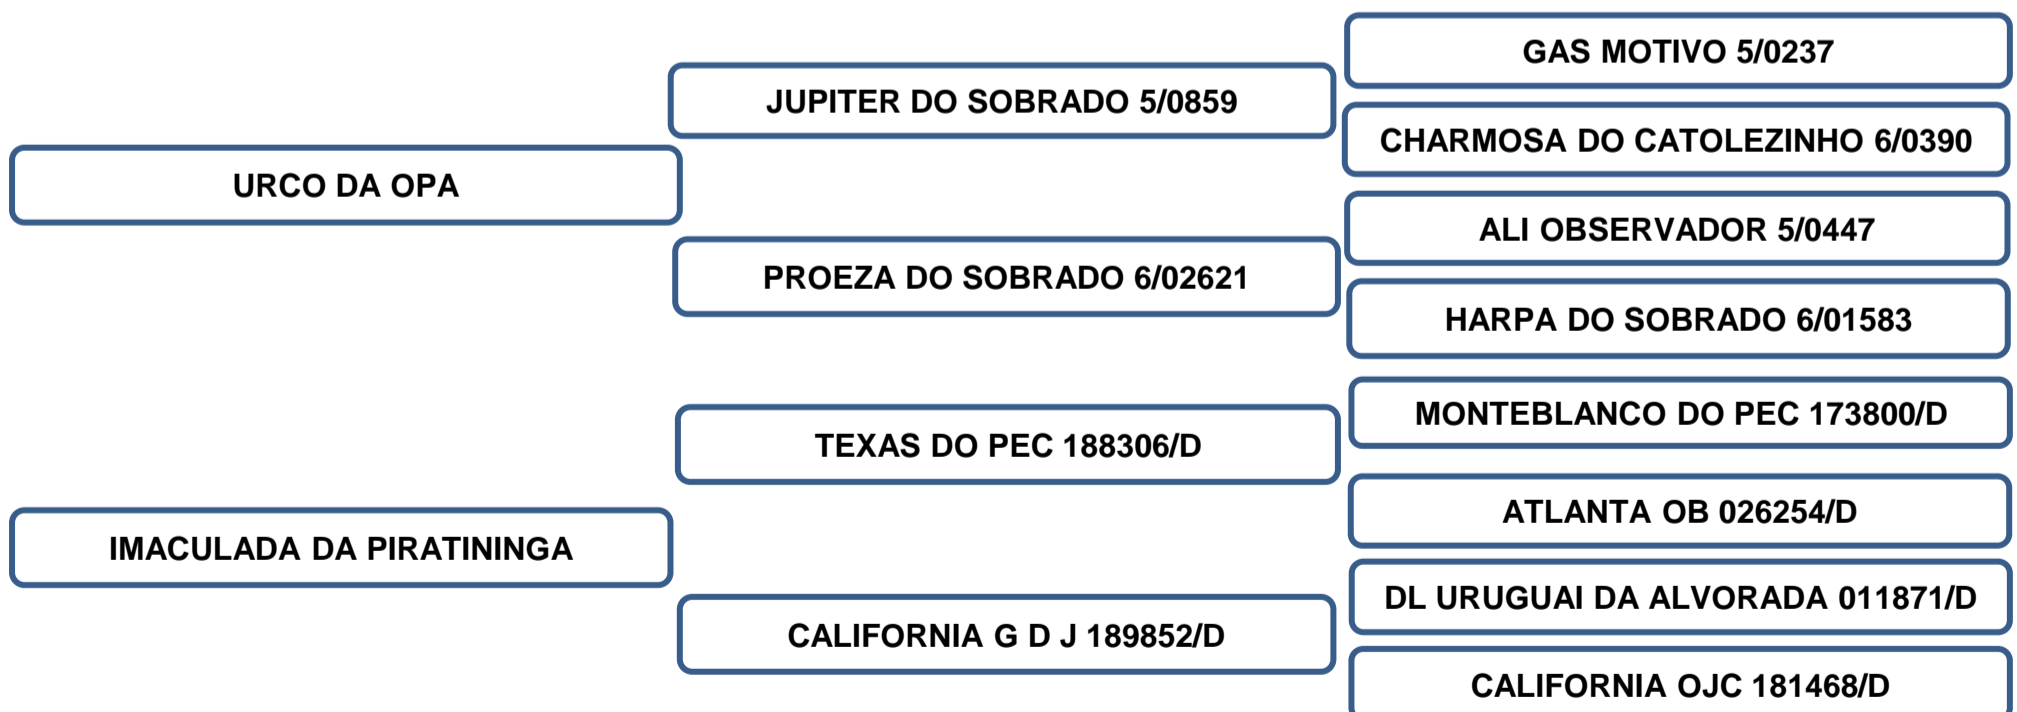 GAS MOTIVO 5/0237
JUPITER DO SOBRADO 5/0859
CHARMOSA DO CATOLEZINHO 6/0390
URCO DA OPA
ALI OBSERVADOR 5/0447
PROEZA DO SOBRADO 6/02621
HARPA DO SOBRADO 6/01583
MONTEBLANCO DO PEC 173800/D
TEXAS DO PEC 188306/D
ATLANTA OB 026254/D
IMACULADA DA PIRATININGA
DL URUGUAI DA ALVORADA 011871/D
CALIFORNIA G D J 189852/D
CALIFORNIA OJC 181468/D